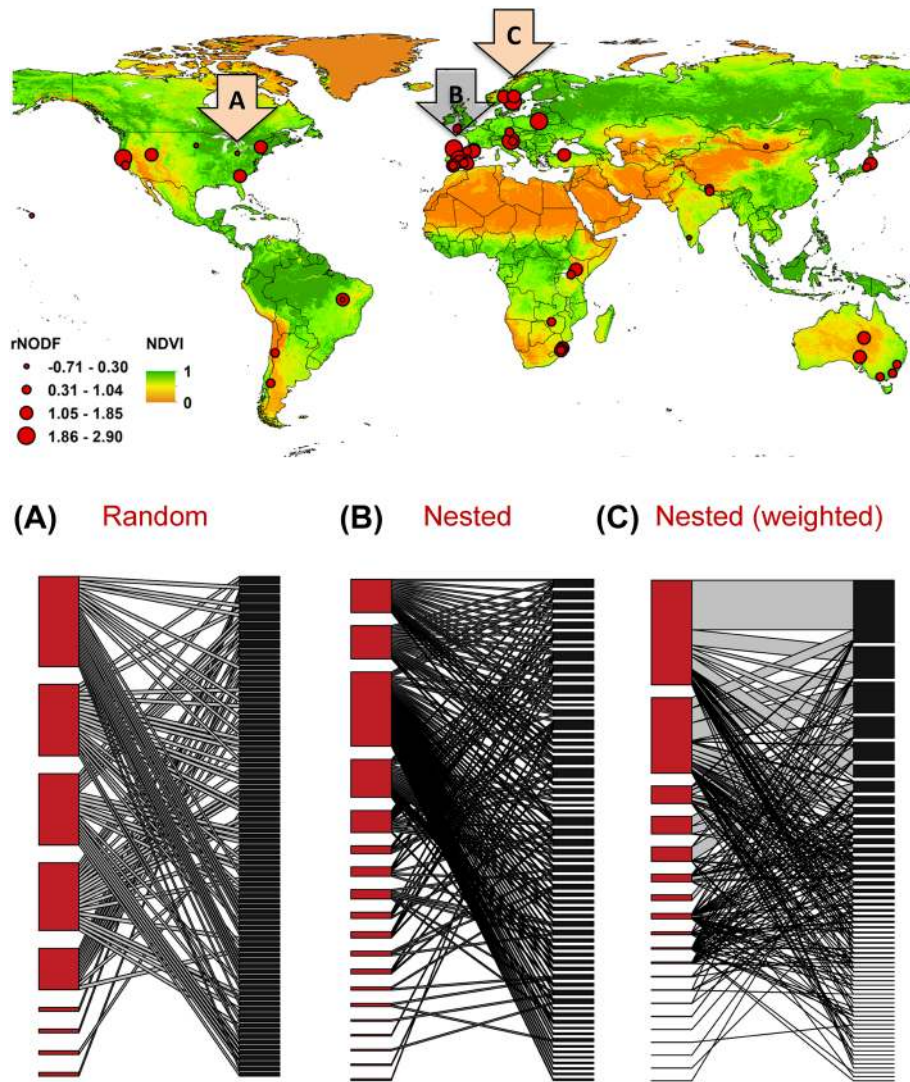 C
A
B
rNODF
NDVI
-0.71 - 0.30
0.31 - 1.04
1.05 - 1.85
1.86 - 2.90
1
0
(A) Random
(B) Nested
(C) Nested (weighted)